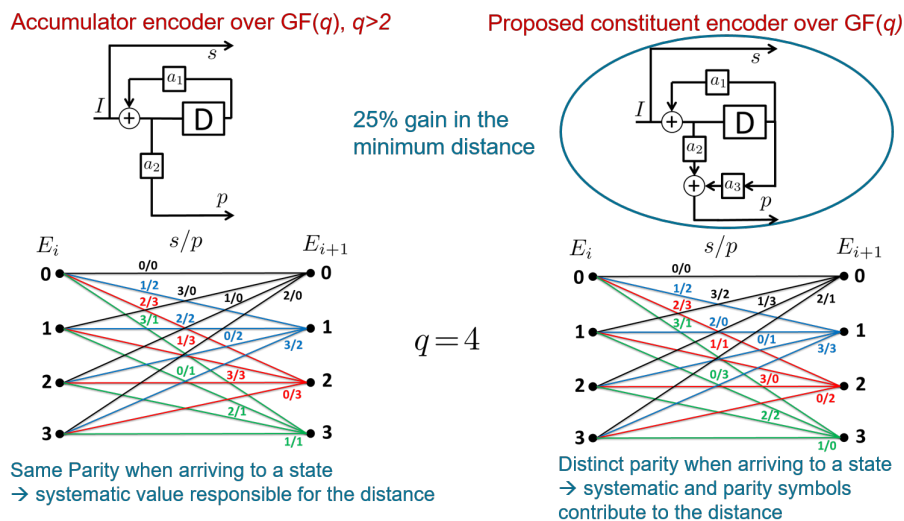 Accumulator encoder over GF(q), q>2
s
a₁
I
+
D
a₂
p
25% gain in the
minimum distance
Proposed constituent encoder over GF(q)
s
a₁
I
+
D
a₂
+
a₃
p
Eᵢ
s/p
Eᵢ₊₁
0
0/0
0
1/2
3/0
1/0
2/0
2/3
3/1
2/2
1
0/2
1
1/3
3/2
0/1
3/3
2
2
0/3
2/1
3
3
1/1
q=4
Eᵢ
s/p
Eᵢ₊₁
0
0/0
0
1/2
3/2
1/3
2/1
2/3
3/1
2/0
1
0/1
1
1/1
3/3
0/3
3/0
2
2
0/2
2/2
3
3
1/0
Same Parity when arriving to a state
→ systematic value responsible for the distance
Distinct parity when arriving to a state
→ systematic and parity symbols
contribute to the distance